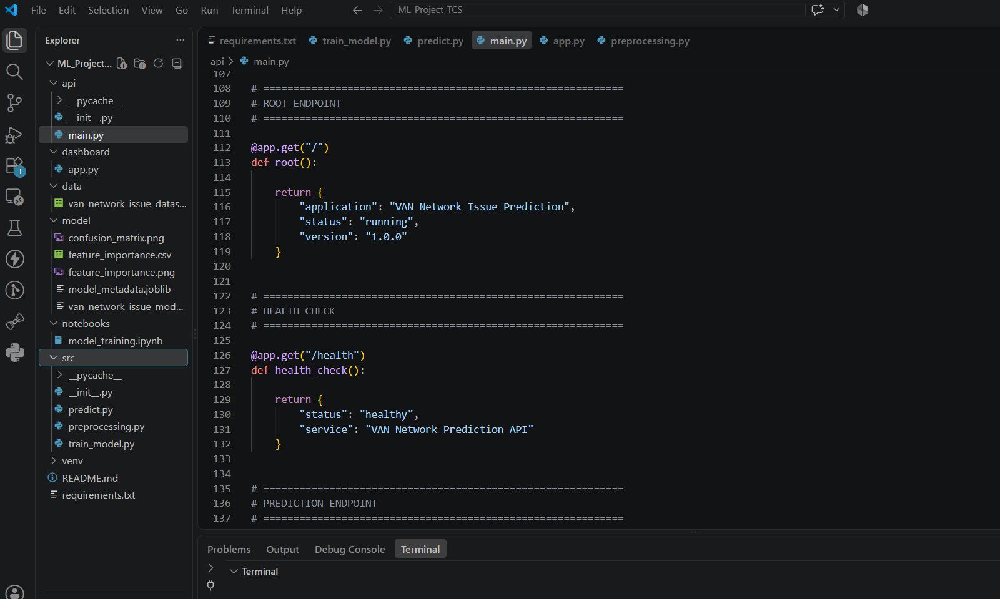 File Edit Selection View Go Run Terminal Help
ML_Project_TCS
Explorer
ML_Project...
api
__pycache__
__init__.py
main.py
dashboard
app.py
data
van_network_issue_datas...
model
confusion_matrix.png
feature_importance.csv
feature_importance.png
model_metadata.joblib
van_network_issue_mod...
notebooks
model_training.ipynb
src
__pycache__
__init__.py
predict.py
preprocessing.py
train_model.py
venv
README.md
requirements.txt
1
requirements.txt train_model.py predict.py main.py app.py preprocessing.py
api > main.py
107
108 # ============================================================
109 # ROOT ENDPOINT
110 # ============================================================
111
112 @app.get("/")
113 def root():
114
115 return {
116 "application": "VAN Network Issue Prediction",
117 "status": "running",
118 "version": "1.0.0"
119 }
120
121
122 # ============================================================
123 # HEALTH CHECK
124 # ============================================================
125
126 @app.get("/health")
127 def health_check():
128
129 return {
130 "status": "healthy",
131 "service": "VAN Network Prediction API"
132 }
133
134
135 # ============================================================
136 # PREDICTION ENDPOINT
137 # ============================================================
Problems Output Debug Console Terminal
Terminal